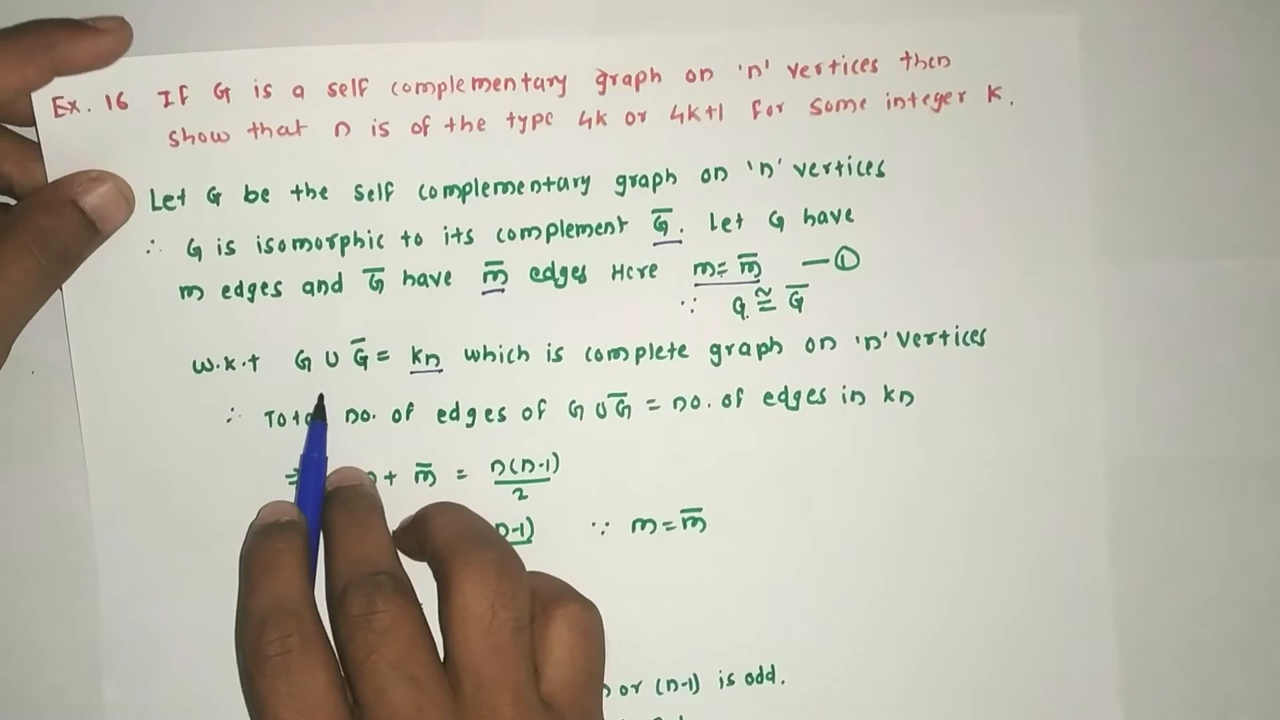 Ex. 16 If G is a self complementary graph on 'n' vertices then
show that n is of the type 4k or 4k+1 for some integer k.
Let G be the self complementary graph on 'n' vertices
∴ G is isomorphic to its complement G̅. Let G have
m edges and G̅ have m̅ edges Here m = m̅ — ①
∵ G ≅ G̅
w.k.t G ∪ G̅ = kn which is complete graph on 'n' vertices
∴ no. of edges of G ∪ G̅ = no. of edges in kn
+ m̅ = n(n-1)/2
∵ m = m̅
or (n-1) is odd.